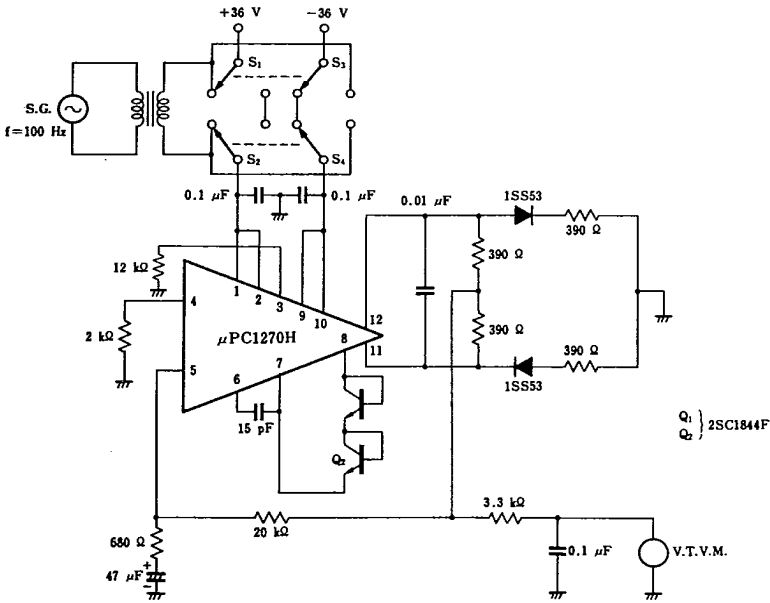 +36 V
−36 V
S1
S3
S.G.
f=100 Hz
S2
S4
0.1 μF
0.1 μF
0.01 μF
1SS53
390 Ω
12 kΩ
390 Ω
1
2
3
9
10
4
12
2 kΩ
μPC1270H
8
11
390 Ω
390 Ω
5
7
1SS53
6
15 pF
Q1
Q2
} 2SC1844F
Q2
3.3 kΩ
20 kΩ
680 Ω
0.1 μF
V.T.V.M.
+
47 μF
−